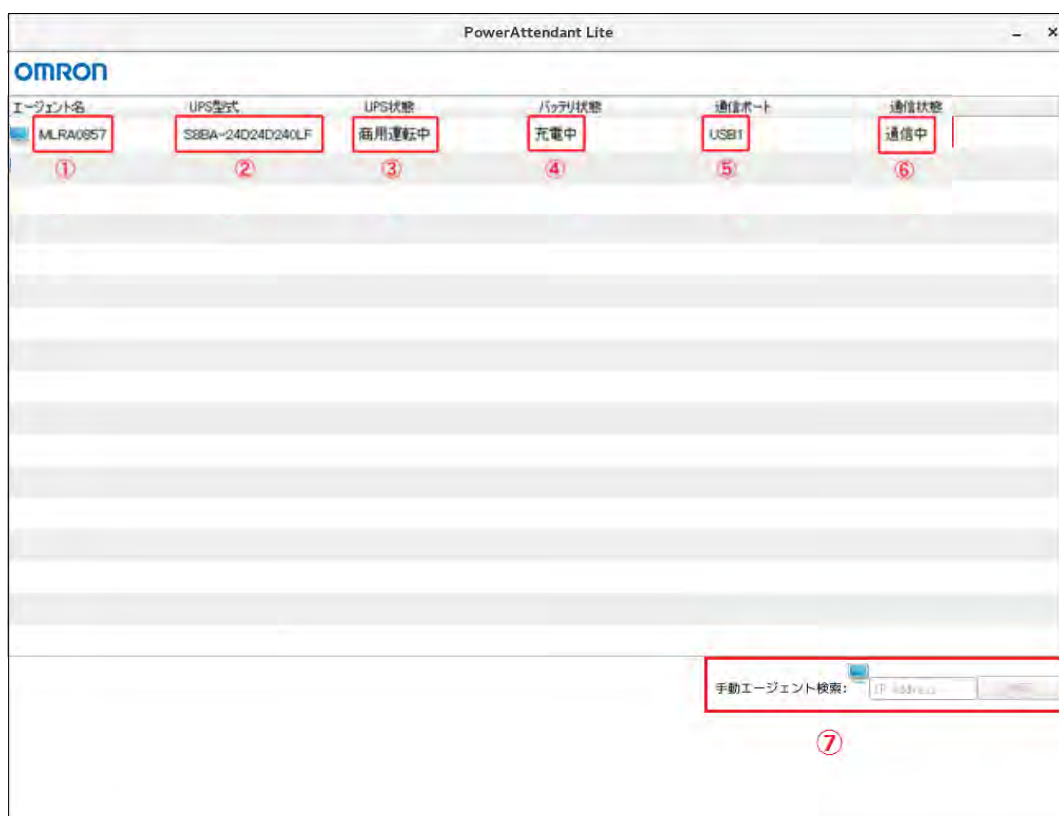 PowerAttendant Lite
OMRON
エージェント名 UPS型式 UPS状態 バッテリ状態 通信ポート 通信状態
MLRA0857 S8BA-24D24D240LF 商用運転中 充電中 USB1 通信中
① ② ③ ④ ⑤ ⑥
手動エージェント検索: IP Address
⑦